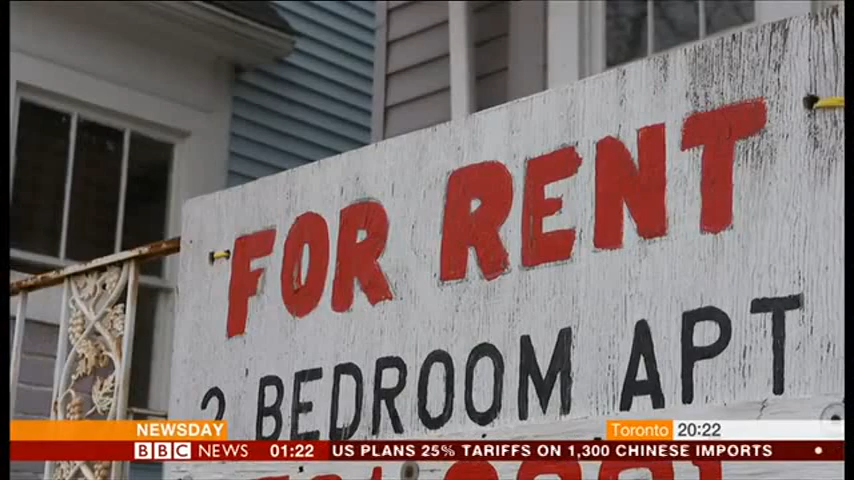 FOR RENT
2 BEDROOM APT
NEWSDAY
Toronto 20:22
BBC NEWS 01:22 US PLANS 25% TARIFFS ON 1,300 CHINESE IMPORTS